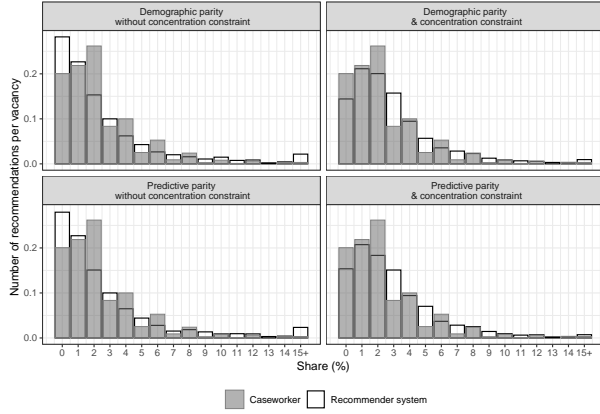 Demographic parity
without concentration constraint
Demographic parity
& concentration constraint
0.2
0.1
0.0
Predictive parity
without concentration constraint
Predictive parity
& concentration constraint
0.2
0.1
0.0
Number of recommendations per vacancy
0 1 2 3 4 5 6 7 8 9 10 11 12 13 14 15+
0 1 2 3 4 5 6 7 8 9 10 11 12 13 14 15+
Share (%)
Caseworker Recommender system